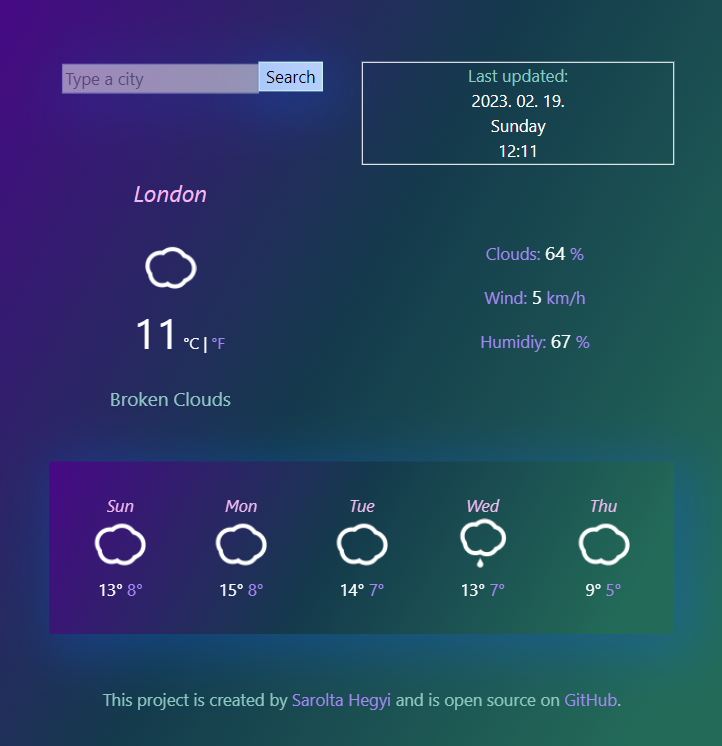 Type a city Search
Last updated:
2023. 02. 19.
Sunday
12:11
London
11 °C | °F
Broken Clouds
Clouds: 64 %
Wind: 5 km/h
Humidiy: 67 %
Sun Mon Tue Wed Thu
13° 8° 15° 8° 14° 7° 13° 7° 9° 5°
This project is created by Sarolta Hegyi and is open source on GitHub.